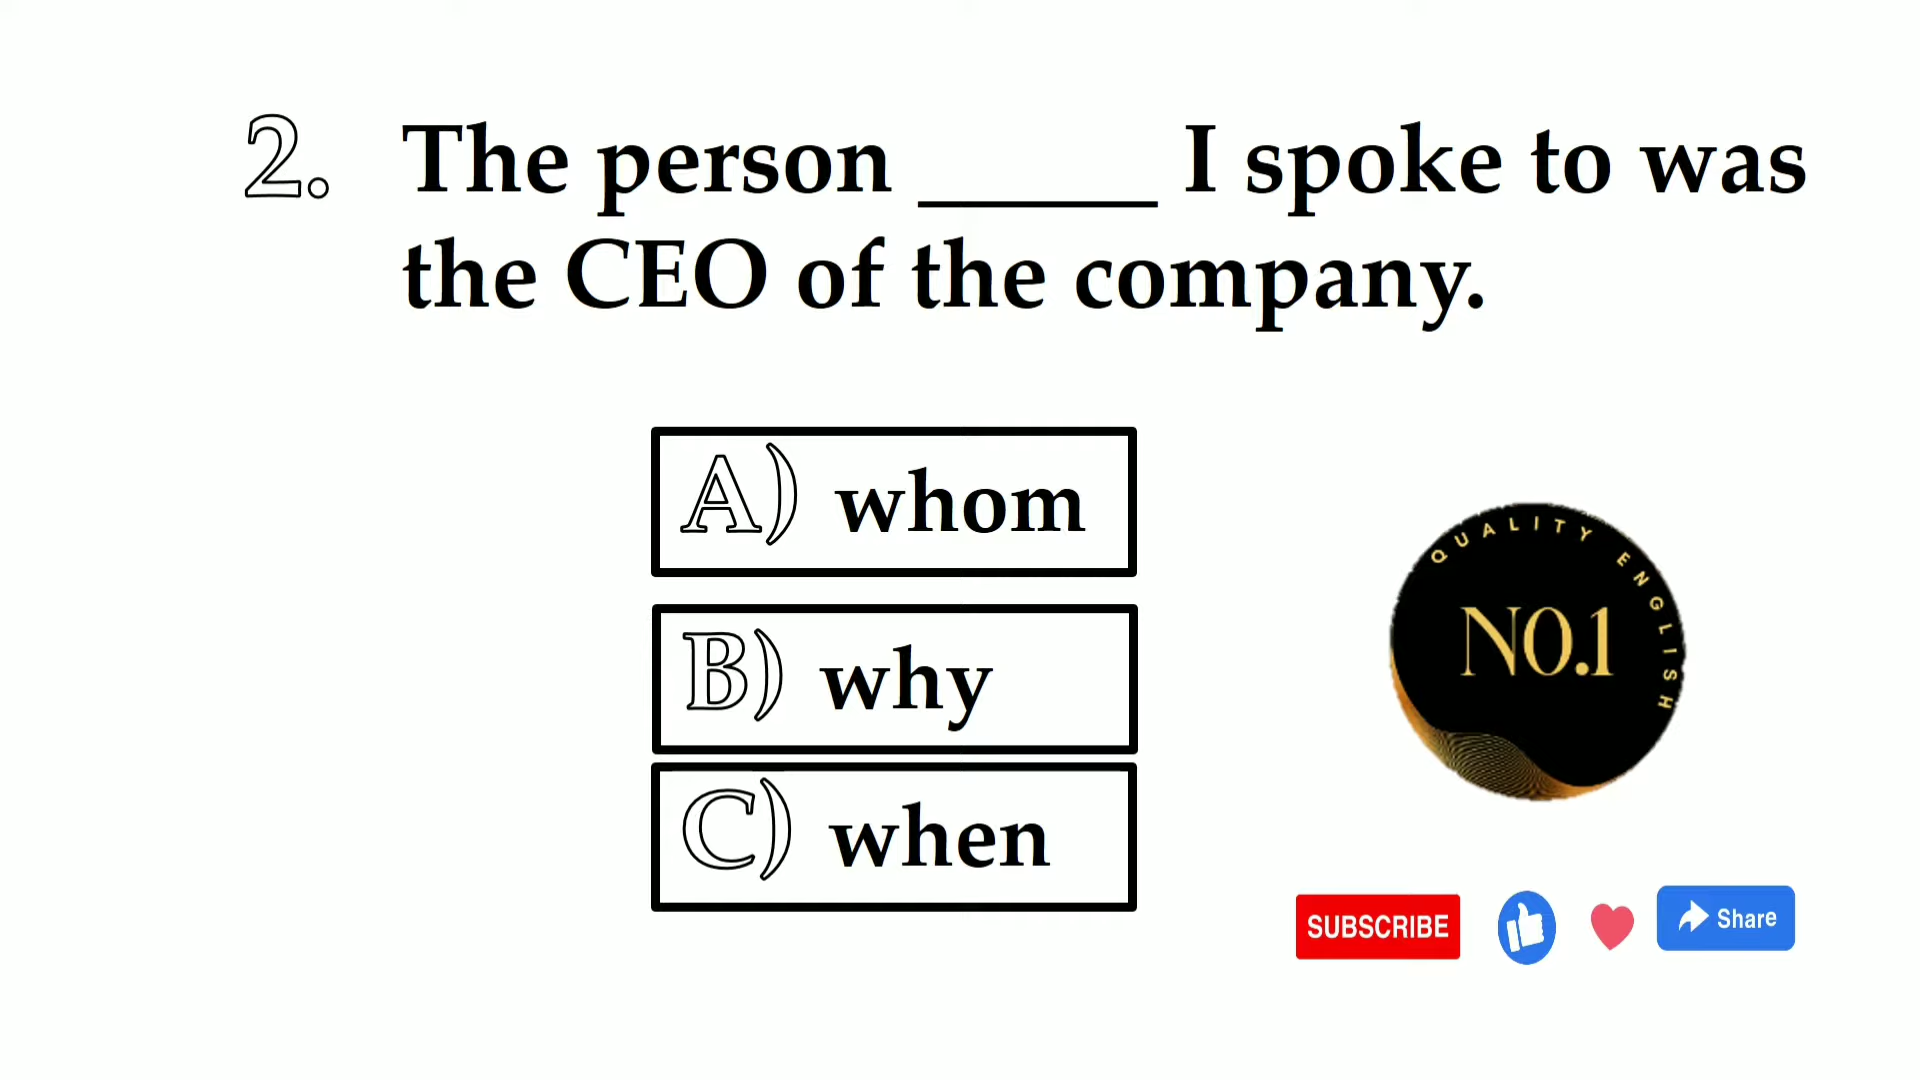 2. The person ______ I spoke to was
the CEO of the company.
A) whom
B) why
C) when
QUALITY ENGLISH
NO.1
SUBSCRIBE
Share